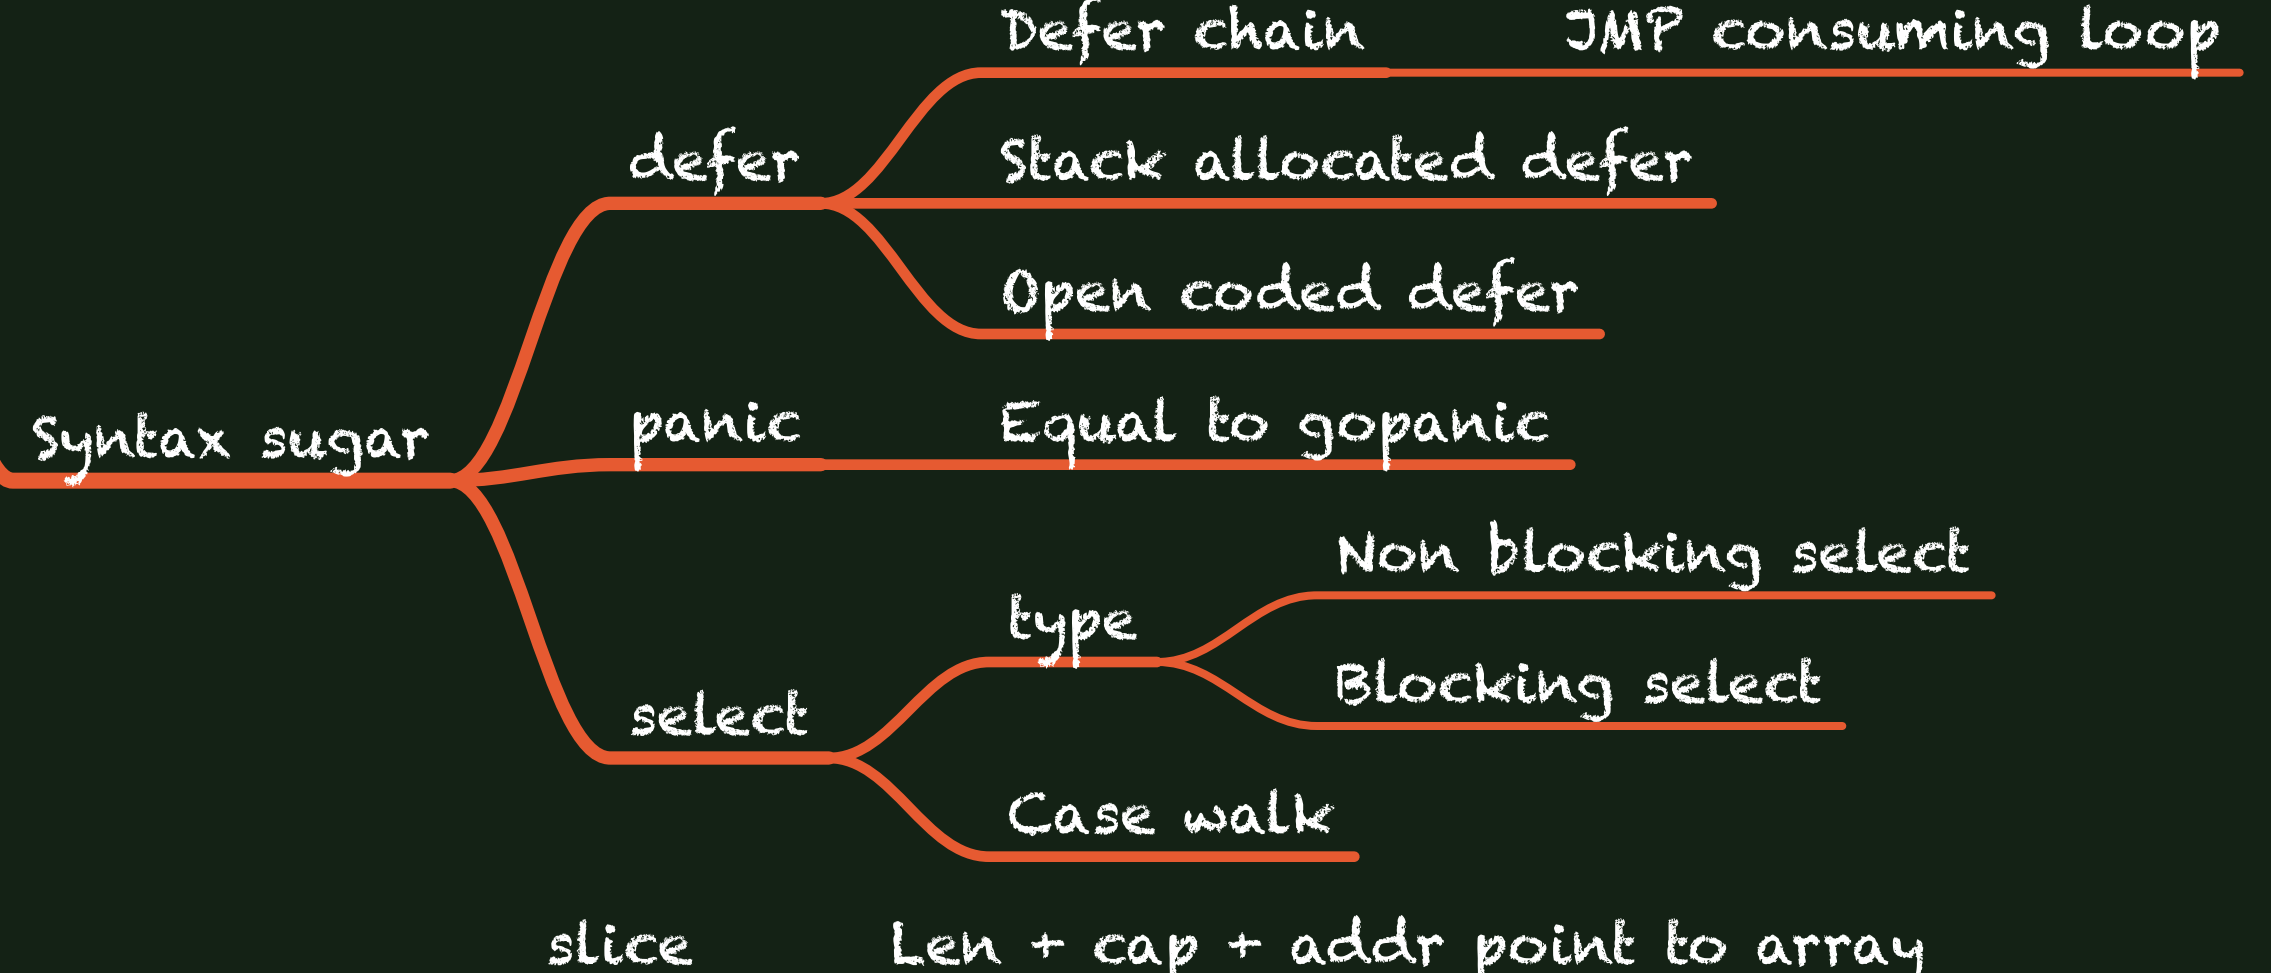 Defer chain
JMP consuming loop
defer
Stack allocated defer
Open coded defer
Syntax sugar
panic
Equal to gopanic
Non blocking select
type
Blocking select
select
Case walk
slice
Len + cap + addr point to array